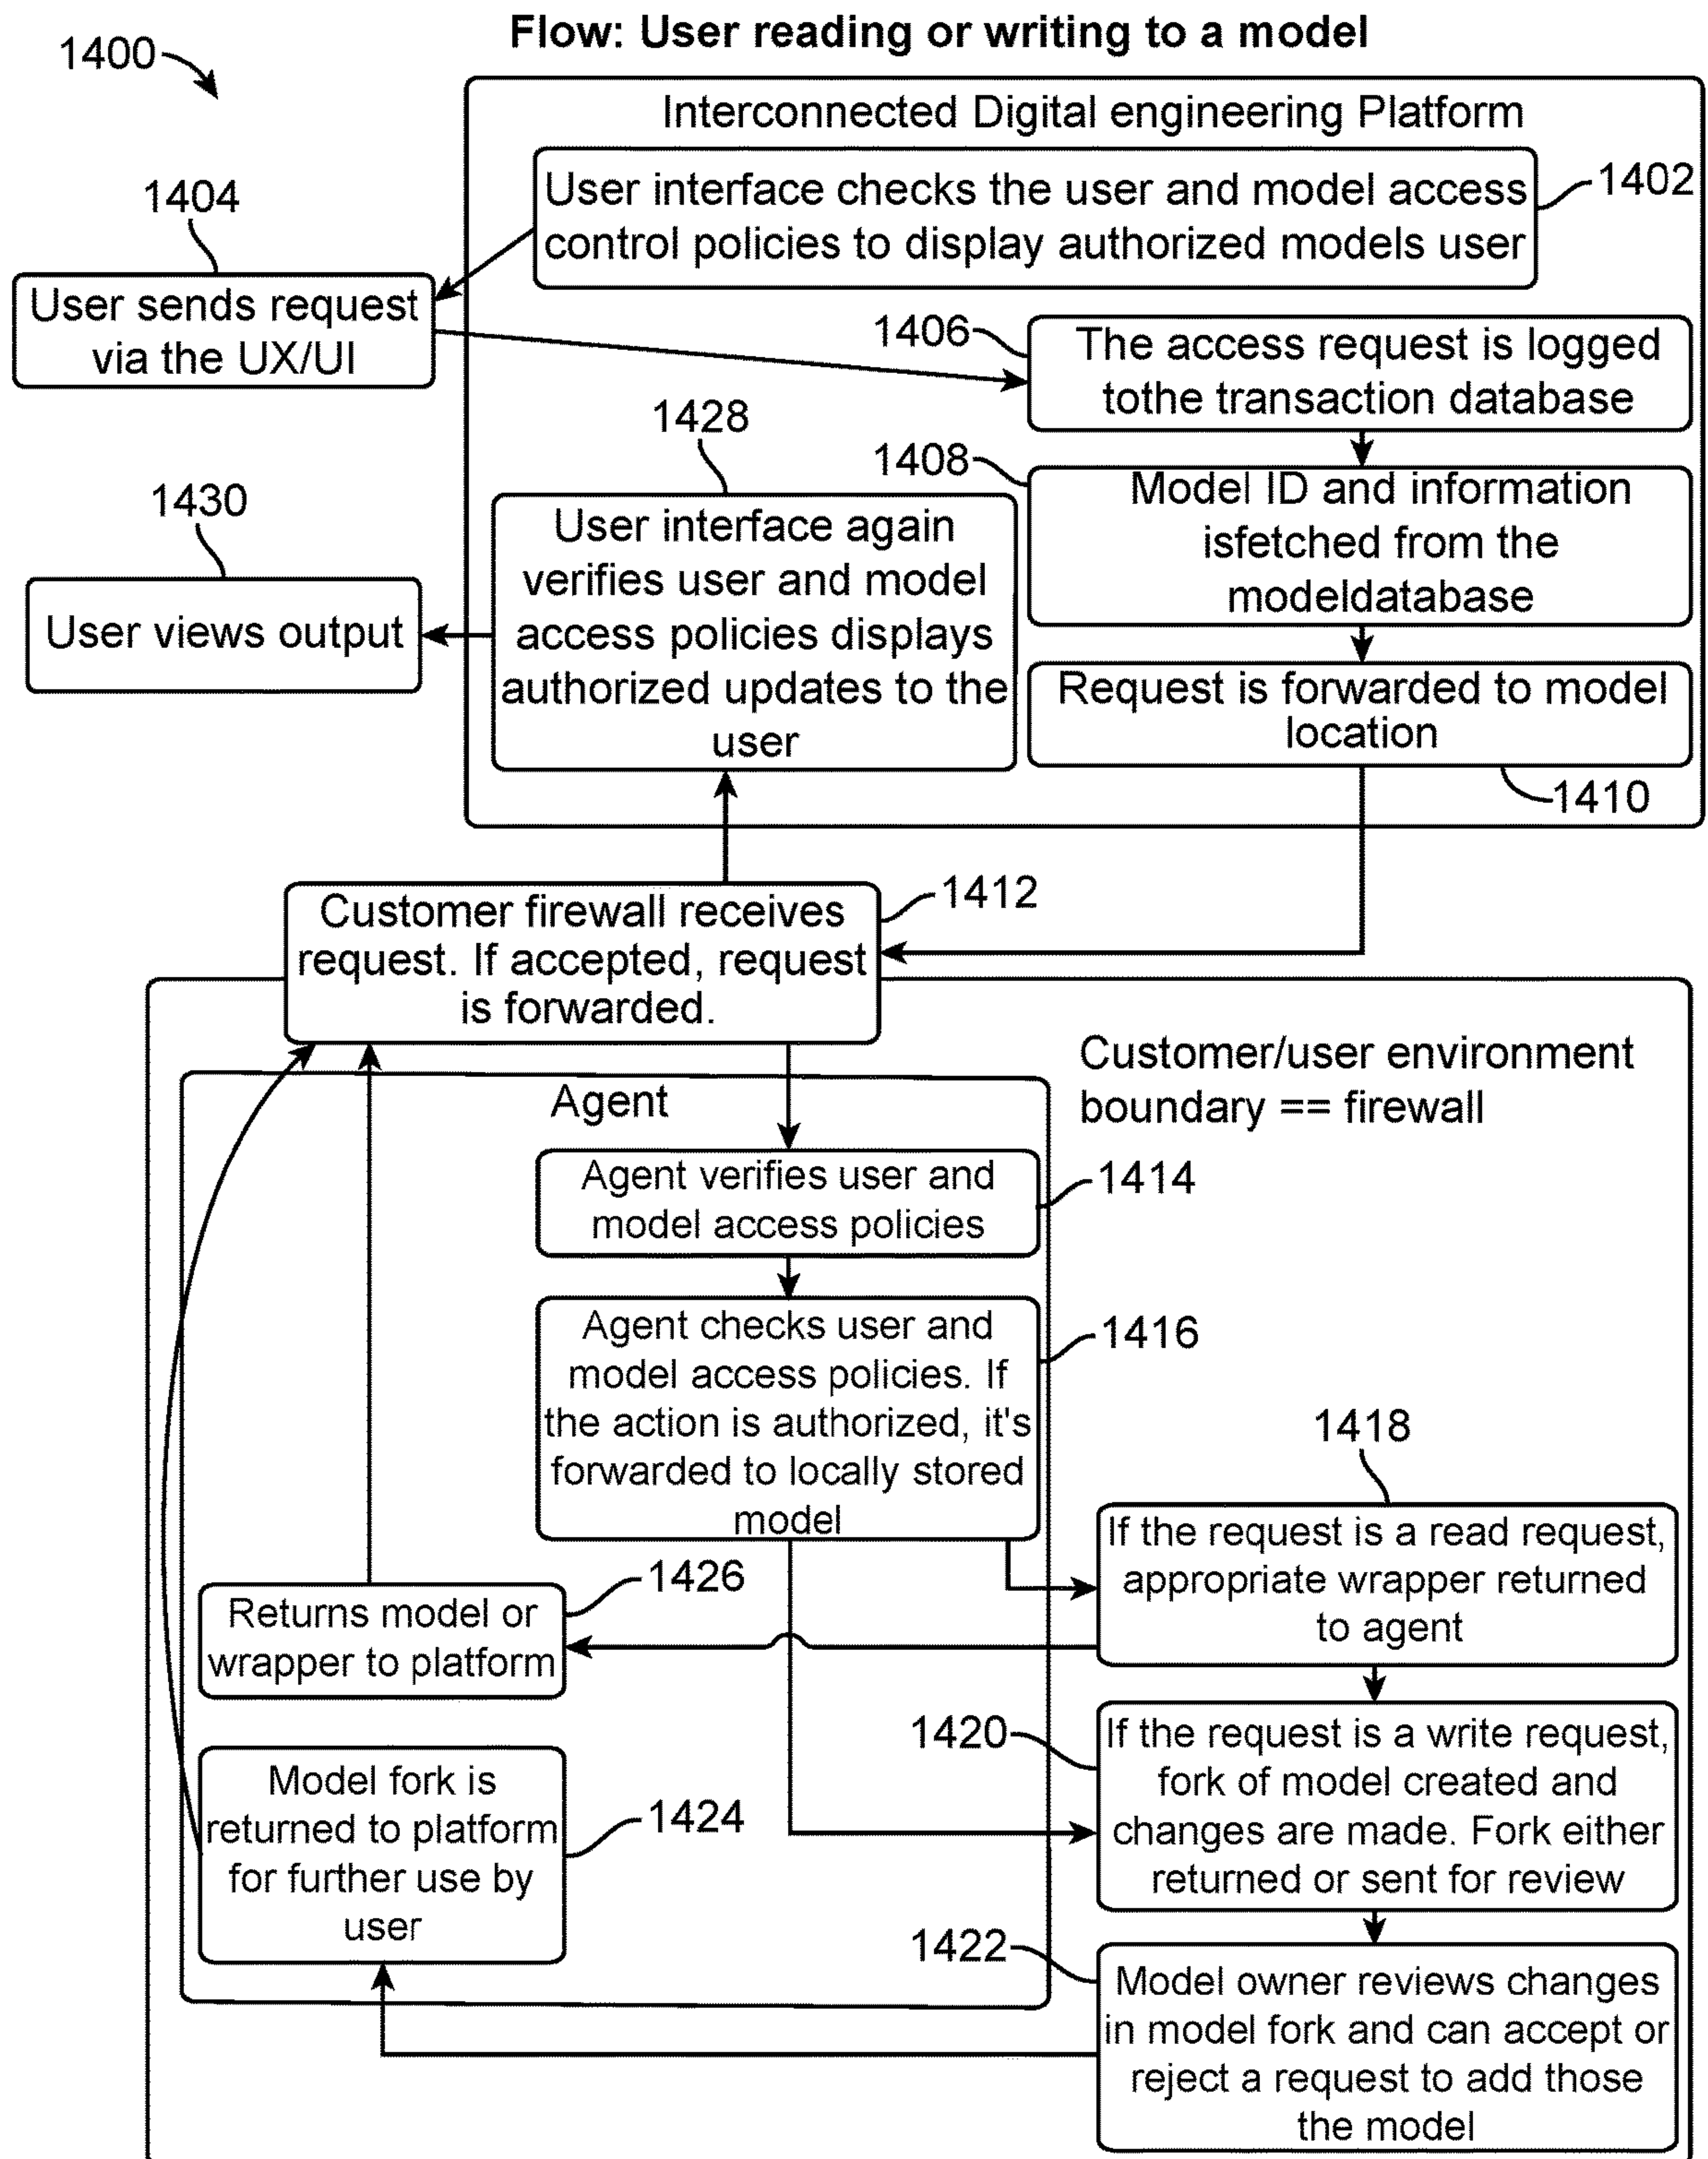 Flow: User reading or writing to a model
1400
Interconnected Digital engineering Platform
User interface checks the user and model access
control policies to display authorized models user
1402
1404
User sends request
via the UX/UI
1406
The access request is logged
tothe transaction database
1408
Model ID and information
isfetched from the
modeldatabase
Request is forwarded to model
location
1410
1428
User interface again
verifies user and model
access policies displays
authorized updates to the
user
1430
User views output
Customer firewall receives
request. If accepted, request
is forwarded.
1412
Customer/user environment
boundary == firewall
Agent
Agent verifies user and
model access policies
1414
Agent checks user and
model access policies. If
the action is authorized, it's
forwarded to locally stored
model
1416
1418
If the request is a read request,
appropriate wrapper returned
to agent
1426
Returns model or
wrapper to platform
1420
If the request is a write request,
fork of model created and
changes are made. Fork either
returned or sent for review
Model fork is
returned to platform
for further use by
user
1424
1422
Model owner reviews changes
in model fork and can accept or
reject a request to add those
the model